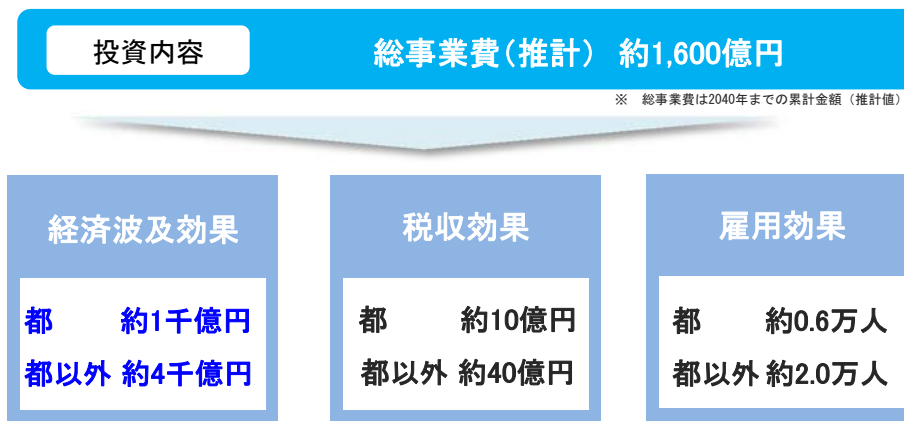 投資内容
総事業費(推計) 約1,600億円
※ 総事業費は2040年までの累計金額(推計値)
経済波及効果
都 約1千億円
都以外 約4千億円
税収効果
都 約10億円
都以外 約40億円
雇用効果
都 約0.6万人
都以外 約2.0万人